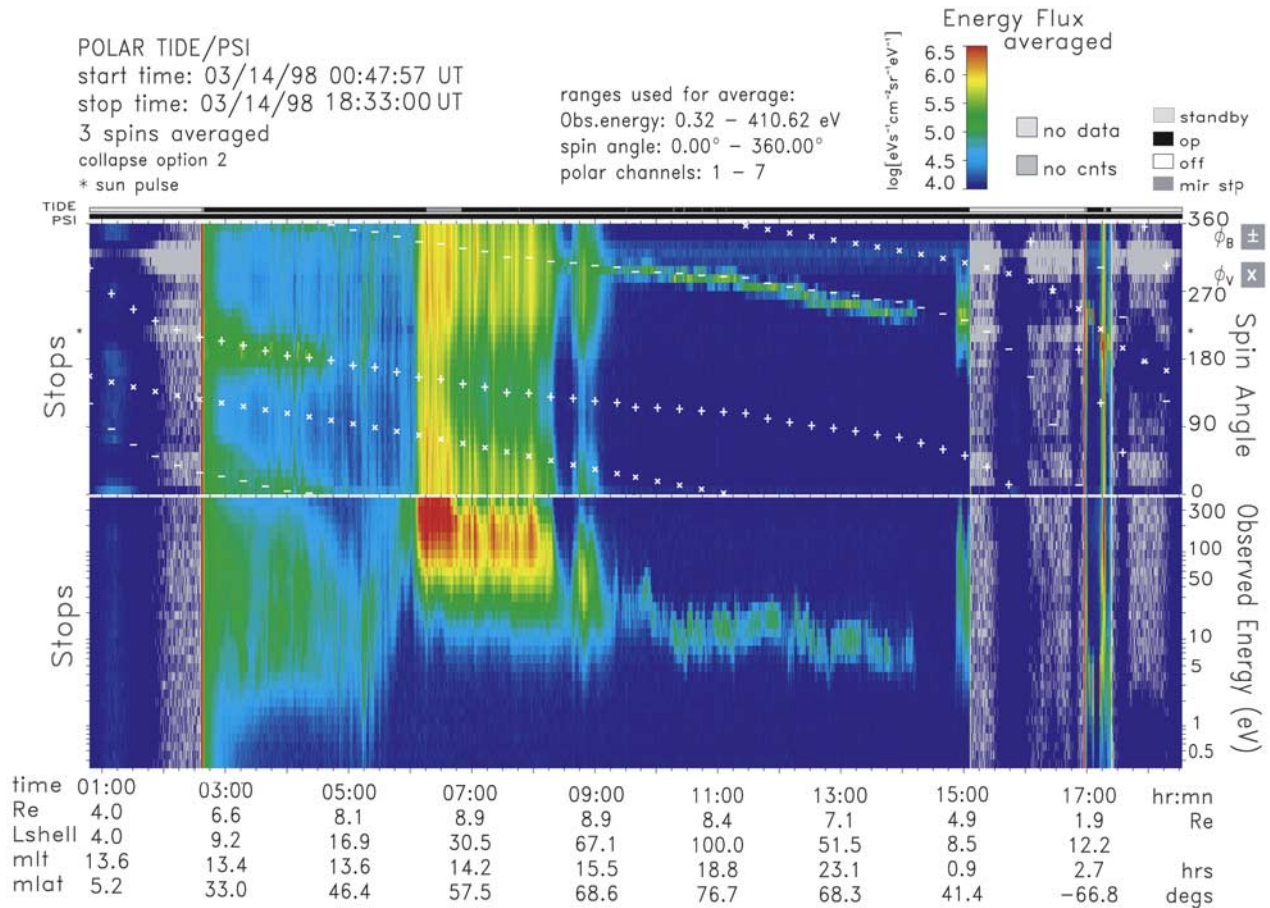 POLAR TIDE/PSI
start time: 03/14/98 00:47:57 UT
stop time: 03/14/98 18:33:00 UT
3 spins averaged
collapse option 2
* sun pulse
ranges used for average:
Obs.energy: 0.32 – 410.62 eV
spin angle: 0.00° – 360.00°
polar channels: 1 – 7
Energy Flux
averaged
log[eVs⁻¹cm⁻²sr⁻¹eV⁻¹]
6.5
6.0
5.5
5.0
4.5
4.0
no data
no cnts
standby
op
off
mir stp
TIDE
PSI
Stops
*
360
270
180
90
0
ϕB ±
ϕV x
*
Spin Angle
Stops
300
100
50
10
5
1
0.5
Observed Energy (eV)
time 01:00 03:00 05:00 07:00 09:00 11:00 13:00 15:00 17:00 hr:mn
Re 4.0 6.6 8.1 8.9 8.9 8.4 7.1 4.9 1.9 Re
Lshell 4.0 9.2 16.9 30.5 67.1 100.0 51.5 8.5 12.2
mlt 13.6 13.4 13.6 14.2 15.5 18.8 23.1 0.9 2.7 hrs
mlat 5.2 33.0 46.4 57.5 68.6 76.7 68.3 41.4 −66.8 degs